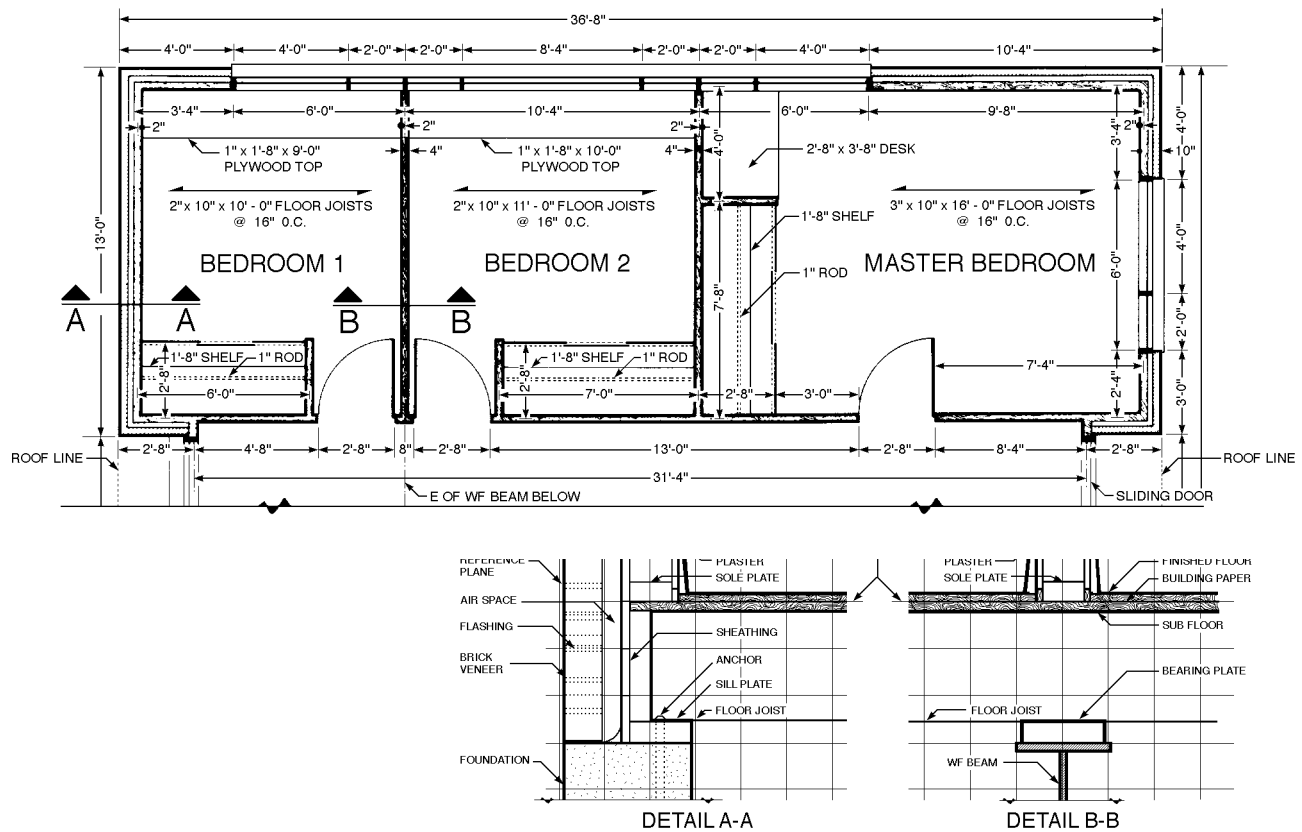 36'-8"
4'-0" 4'-0" 2'-0" 2'-0" 8'-4" 2'-0" 2'-0" 4'-0" 10'-4"
3'-4" 6'-0" 10'-4" 6'-0" 9'-8"
2" 2" 2" 2"
4" 4" 10"
3'-4" 4'-0"
4'-0"
1" x 1'-8" x 9'-0"
PLYWOOD TOP
1" x 1'-8" x 10'-0"
PLYWOOD TOP
2'-8" x 3'-8" DESK
2" x 10" x 10' - 0" FLOOR JOISTS
@ 16" O.C.
2" x 10" x 11' - 0" FLOOR JOISTS
@ 16" O.C.
3" x 10" x 16' - 0" FLOOR JOISTS
@ 16" O.C.
1'-8" SHELF
13'-0"
BEDROOM 1
BEDROOM 2
MASTER BEDROOM
1" ROD
6'-0" 4'-0"
7'-8"
2'-0"
A A B B
1'-8" SHELF 1" ROD
1'-8" SHELF 1" ROD
2'-8" 2'-8"
7'-4"
6'-0" 7'-0" 2'-8" 3'-0"
2'-4" 3'-0"
2'-8" 4'-8" 2'-8" 8" 2'-8" 13'-0" 2'-8" 8'-4" 2'-8"
ROOF LINE
ROOF LINE
31'-4"
E OF WF BEAM BELOW
SLIDING DOOR
REFERENCE
PLANE
AIR SPACE
FLASHING
BRICK
VENEER
FOUNDATION
PLASTER
SOLE PLATE
SHEATHING
ANCHOR
SILL PLATE
FLOOR JOIST
DETAIL A-A
PLASTER
SOLE PLATE
FINISHED FLOOR
BUILDING PAPER
SUB FLOOR
BEARING PLATE
FLOOR JOIST
WF BEAM
DETAIL B-B